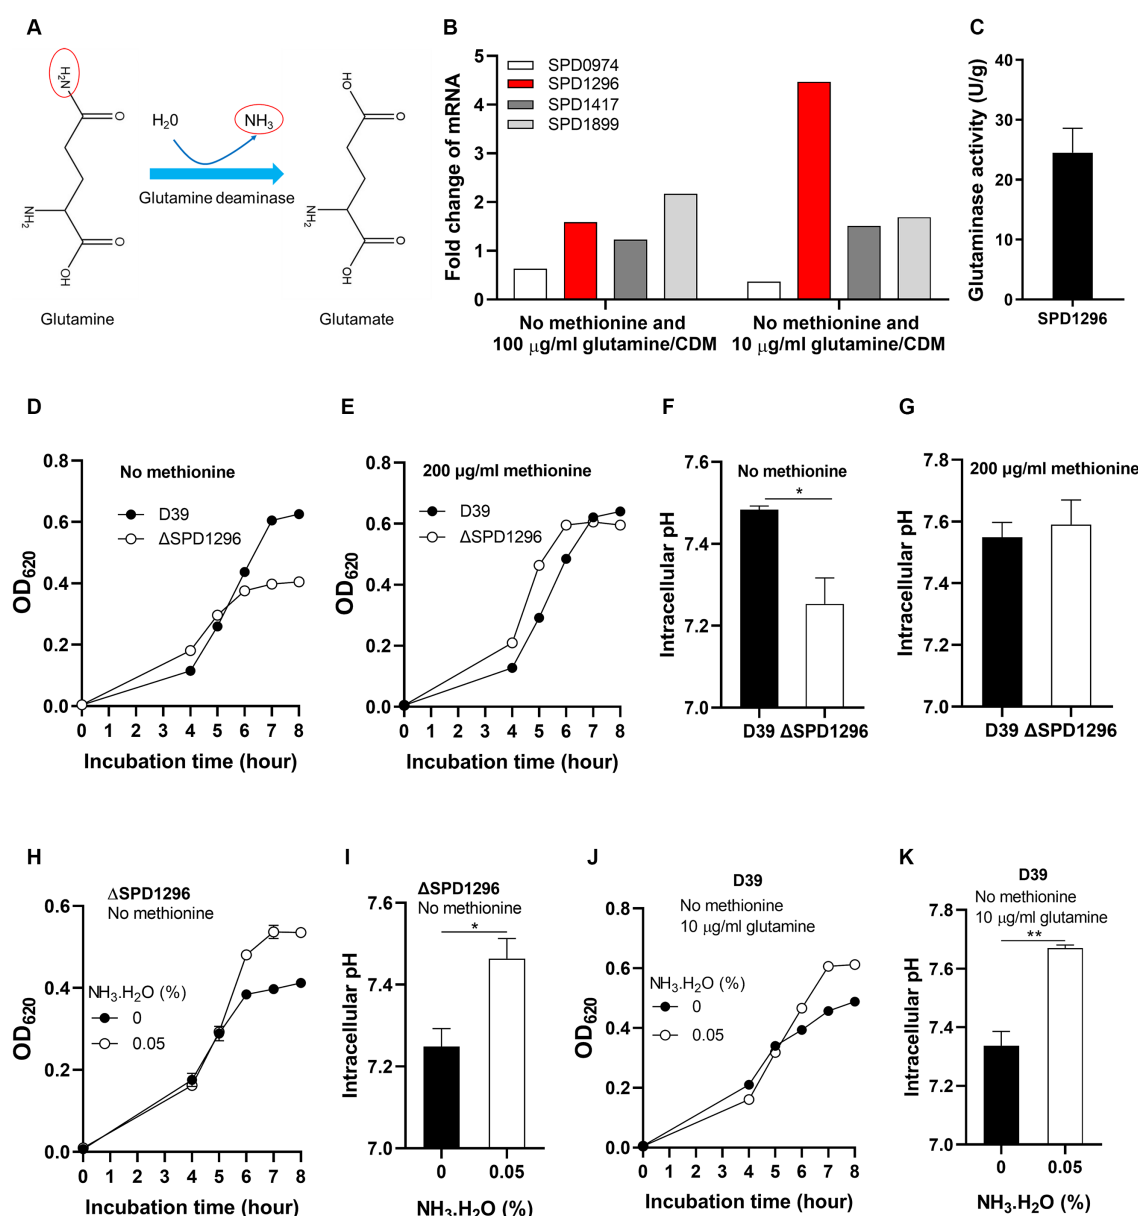 A
H₂N
O
H₂0
NH₃
Glutamine deaminase
NH₂
O
OH
Glutamine
HO
O
NH₂
O
OH
Glutamate
B
Fold change of mRNA
5
4
3
2
1
0
SPD0974
SPD1296
SPD1417
SPD1899
No methionine and
100 μg/ml glutamine/CDM
No methionine and
10 μg/ml glutamine/CDM
C
Glutaminase activity (U/g)
40
30
20
10
0
SPD1296
D
OD₆₂₀
0.8
0.6
0.4
0.2
0.0
No methionine
D39
ΔSPD1296
0 1 2 3 4 5 6 7 8
Incubation time (hour)
E
OD₆₂₀
0.8
0.6
0.4
0.2
0.0
200 μg/ml methionine
D39
ΔSPD1296
0 1 2 3 4 5 6 7 8
Incubation time (hour)
F
Intracellular pH
7.6
7.4
7.2
7.0
No methionine
*
D39 ΔSPD1296
G
Intracellular pH
7.8
7.6
7.4
7.2
7.0
200 μg/ml methionine
D39 ΔSPD1296
H
OD₆₂₀
0.8
0.6
0.4
0.2
0.0
ΔSPD1296
No methionine
NH₃.H₂O (%)
0
0.05
0 1 2 3 4 5 6 7 8
Incubation time (hour)
I
Intracellular pH
7.6
7.4
7.2
7.0
ΔSPD1296
No methionine
*
0 0.05
NH₃.H₂O (%)
J
OD₆₂₀
0.8
0.6
0.4
0.2
0.0
D39
No methionine
10 μg/ml glutamine
NH₃.H₂O (%)
0
0.05
0 1 2 3 4 5 6 7 8
Incubation time (hour)
K
Intracellular pH
7.8
7.6
7.4
7.2
7.0
D39
No methionine
10 μg/ml glutamine
**
0 0.05
NH₃.H₂O (%)